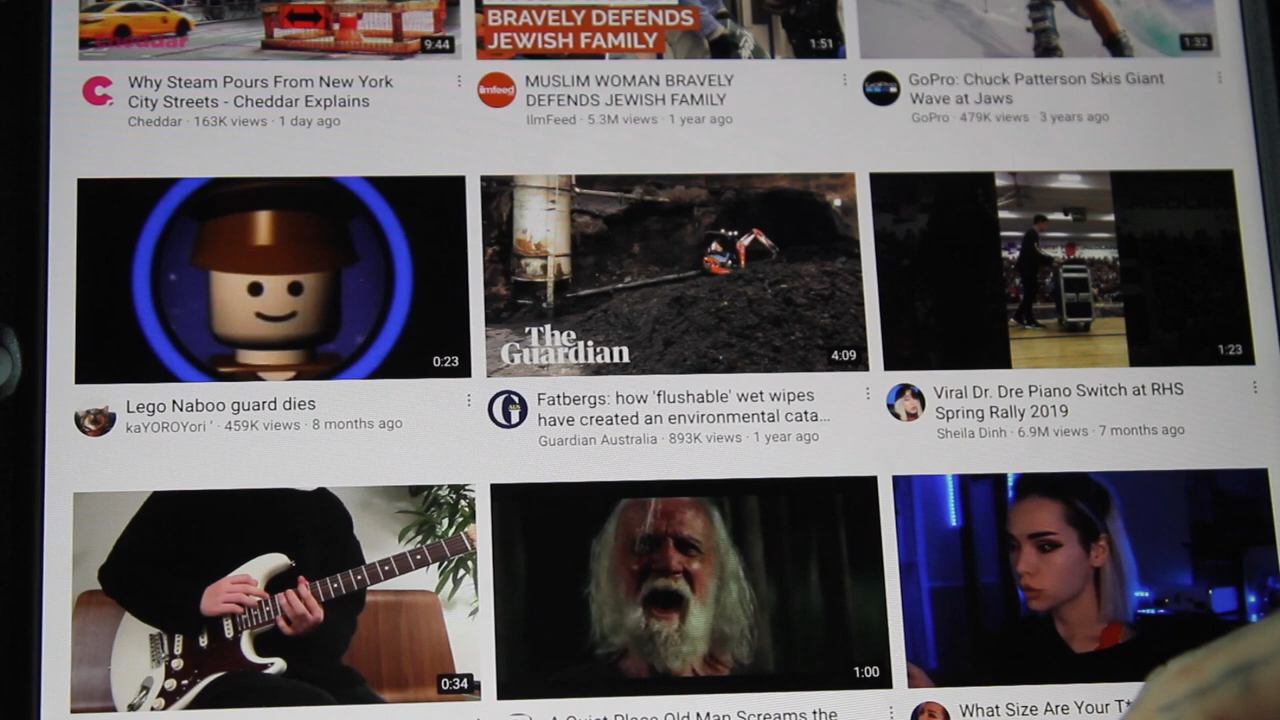 cheddar
9:44
BRAVELY DEFENDS
JEWISH FAMILY
1:51
1:32
Why Steam Pours From New York
City Streets - Cheddar Explains
Cheddar · 163K views · 1 day ago
ilmfeed
MUSLIM WOMAN BRAVELY
DEFENDS JEWISH FAMILY
IlmFeed · 5.3M views · 1 year ago
GoPro: Chuck Patterson Skis Giant
Wave at Jaws
GoPro · 479K views · 3 years ago
0:23
The
Guardian
4:09
1:23
Lego Naboo guard dies
kaYOROYori ' · 459K views · 8 months ago
Fatbergs: how 'flushable' wet wipes
have created an environmental cata...
Guardian Australia · 893K views · 1 year ago
Viral Dr. Dre Piano Switch at RHS
Spring Rally 2019
Sheila Dinh · 6.9M views · 7 months ago
0:34
1:00
A Quiet Place Old Man Screams the
What Size Are Your T*